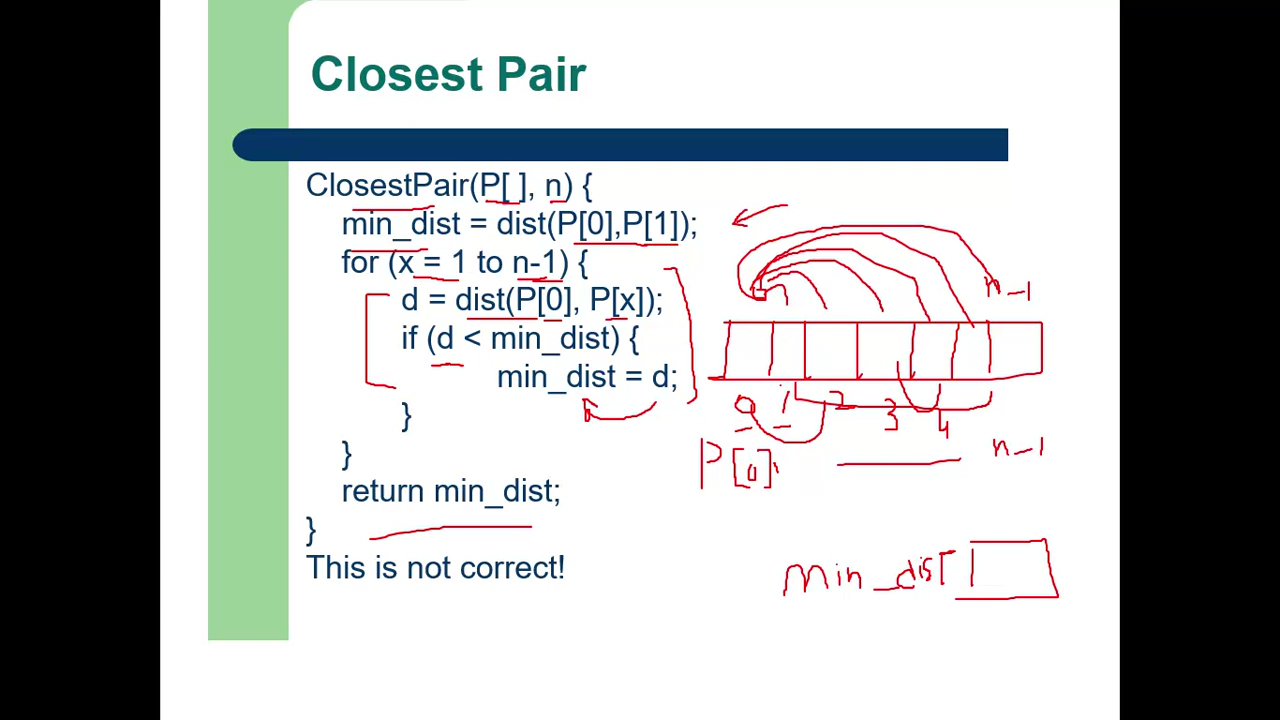 Closest Pair
ClosestPair(P[ ], n) {
min_dist = dist(P[0],P[1]);
for (x = 1 to n-1) {
d = dist(P[0], P[x]);
if (d < min_dist) {
min_dist = d;
}
}
return min_dist;
}
This is not correct!
n-1
0 1 2 3 4
n-1
P[0]
min_dist